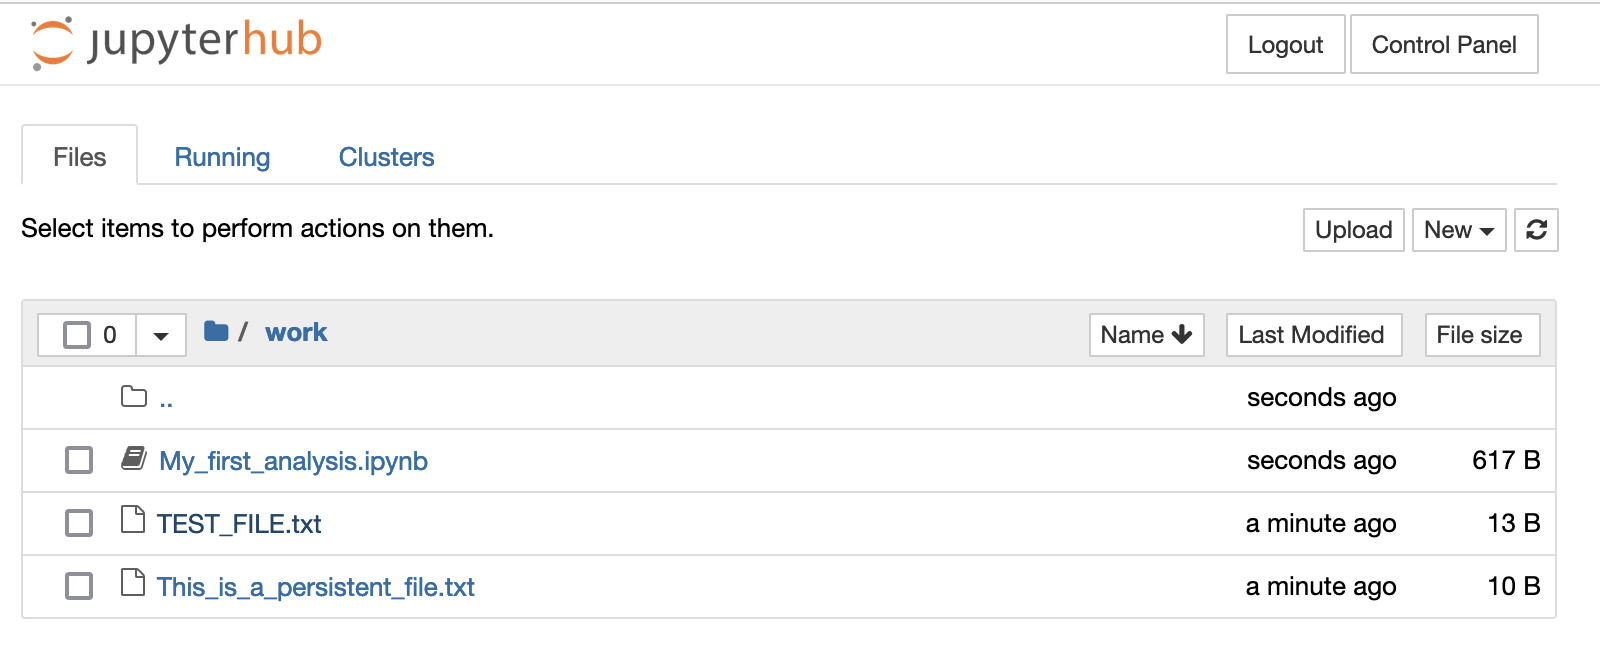 jupyterhub
Logout Control Panel
Files Running Clusters
Select items to perform actions on them.
Upload New
0 / work Name Last Modified File size
.. seconds ago
My_first_analysis.ipynb seconds ago 617 B
TEST_FILE.txt a minute ago 13 B
This_is_a_persistent_file.txt a minute ago 10 B